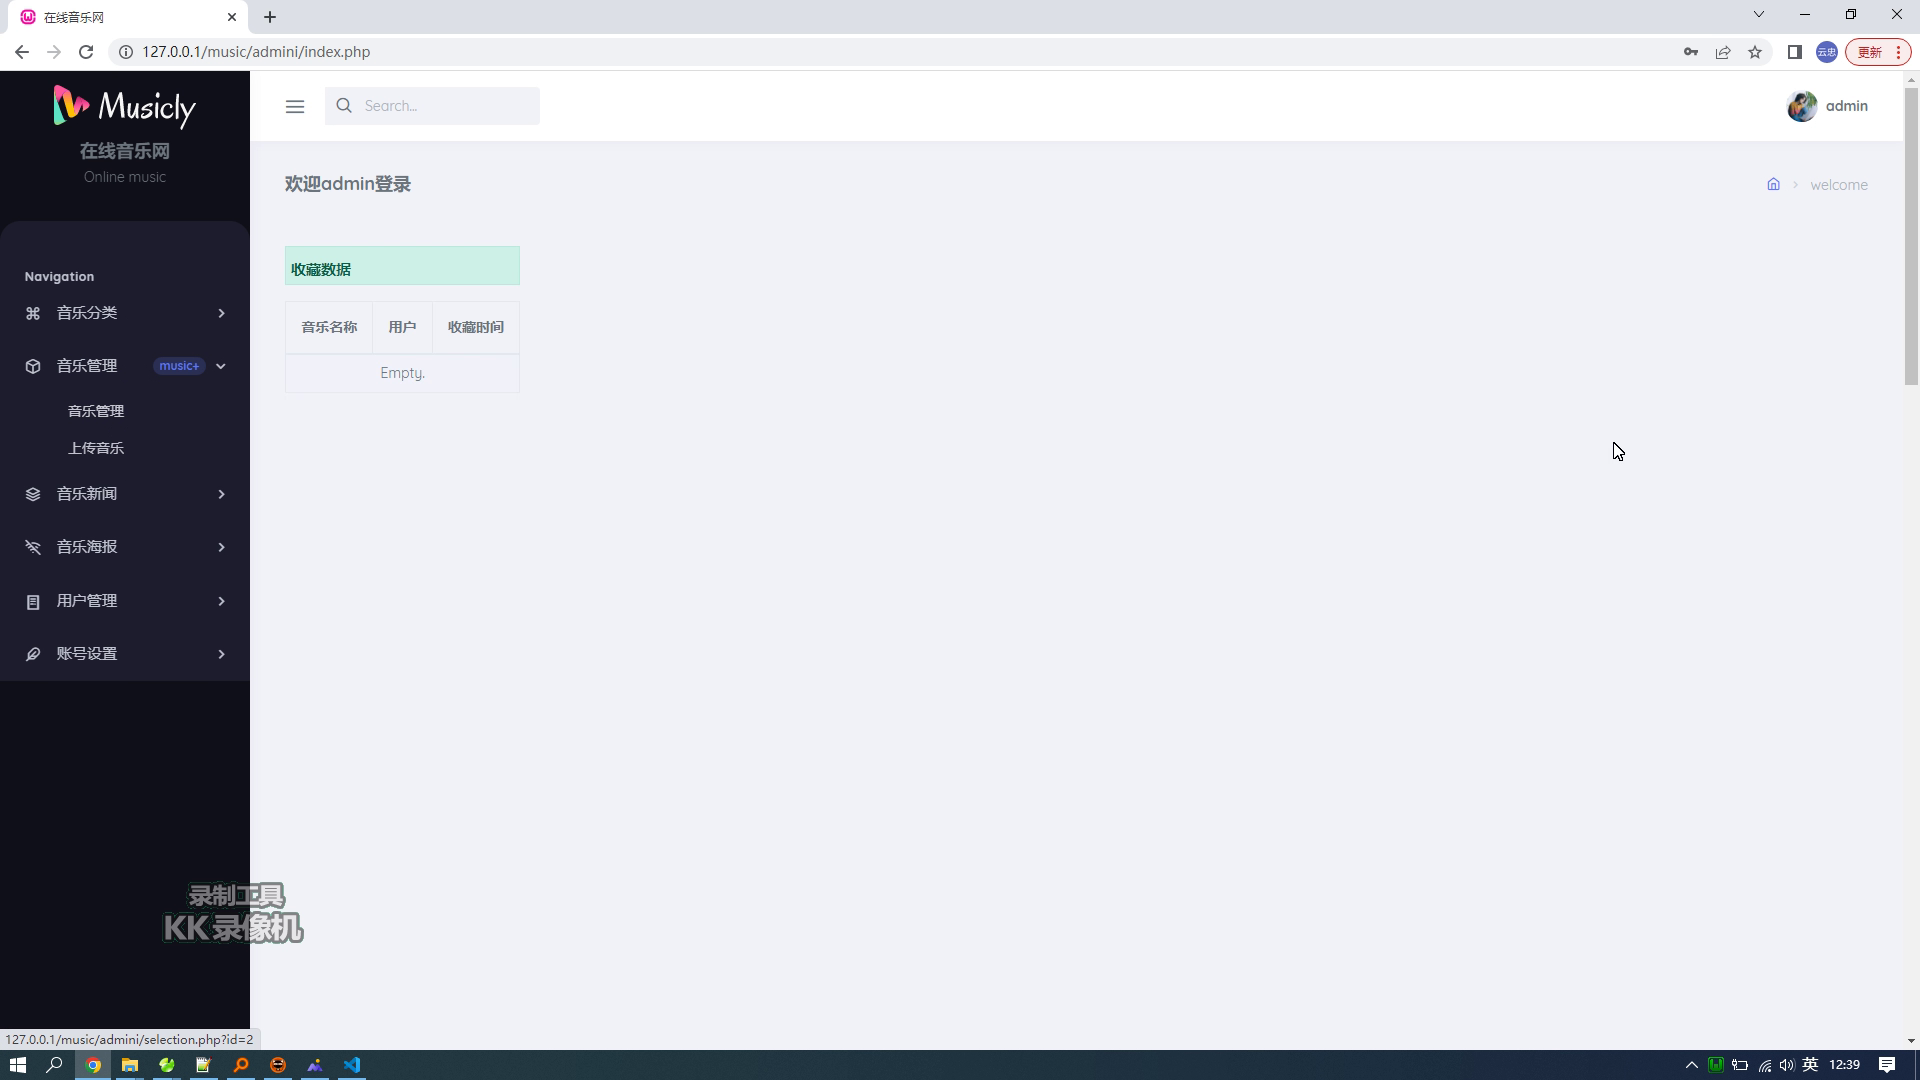 在线音乐网
127.0.0.1/music/admini/index.php
云忠
更新
Musicly
在线音乐网
Online music
Search...
admin
欢迎admin登录
welcome
收藏数据
音乐名称
用户
收藏时间
Empty.
Navigation
音乐分类
音乐管理
music+
音乐管理
上传音乐
音乐新闻
音乐海报
用户管理
账号设置
录制工具
KK录像机
127.0.0.1/music/admini/selection.php?id=2
英
12:39